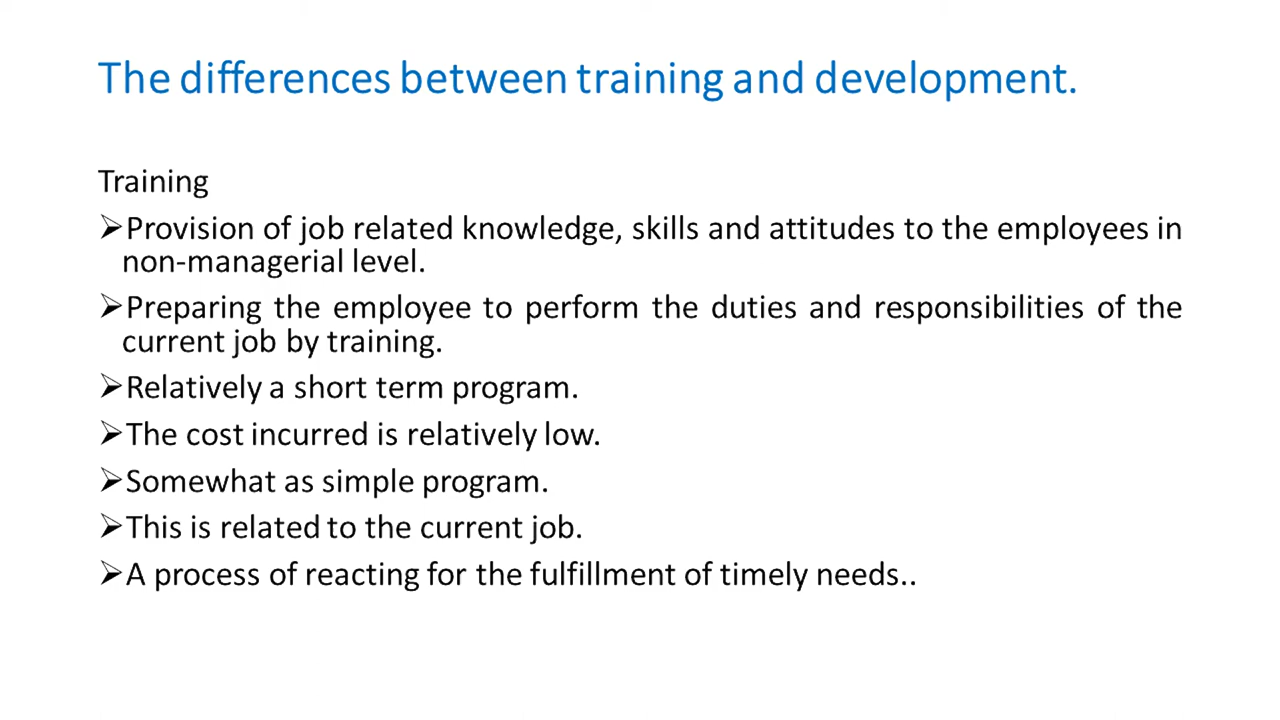 The differences between training and development.
Training
➢Provision of job related knowledge, skills and attitudes to the employees in
non-managerial level.
➢Preparing the employee to perform the duties and responsibilities of the
current job by training.
➢Relatively a short term program.
➢The cost incurred is relatively low.
➢Somewhat as simple program.
➢This is related to the current job.
➢A process of reacting for the fulfillment of timely needs..